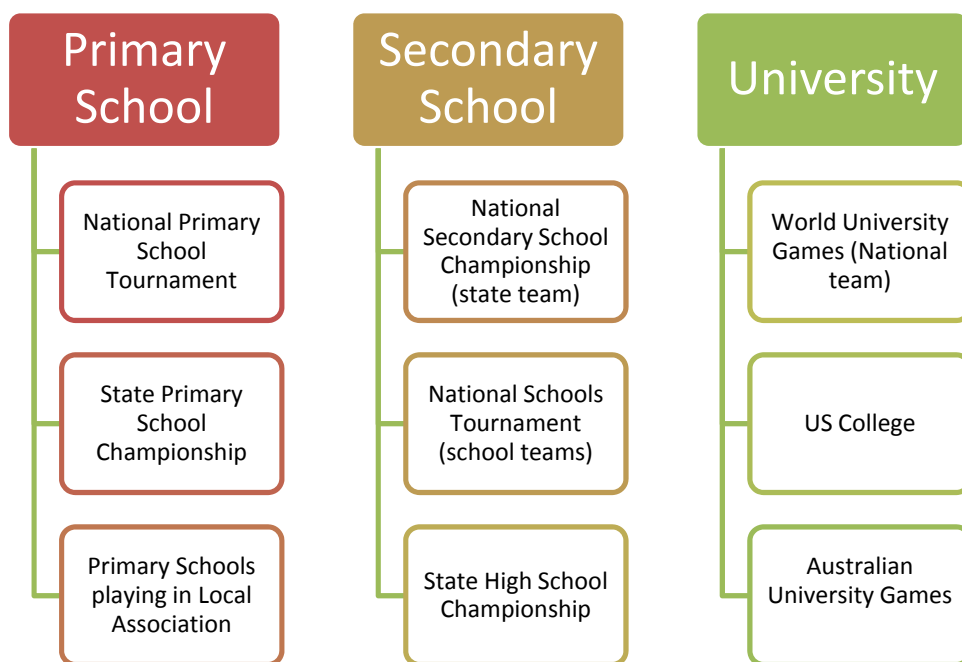 Primary
School
National Primary
School
Tournament
State Primary
School
Championship
Primary Schools
playing in Local
Association
Secondary
School
National
Secondary School
Championship
(state team)
National Schools
Tournament
(school teams)
State High School
Championship
University
World University
Games (National
team)
US College
Australian
University Games